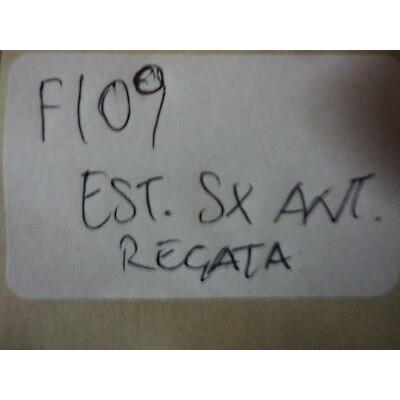 F109
EST. SX ANT.
REGATA